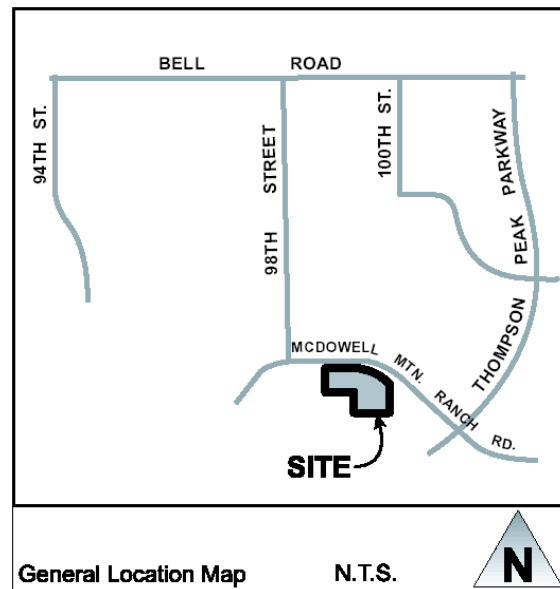 BELL ROAD
94TH ST.
98TH STREET
100TH ST.
THOMPSON PEAK PARKWAY
MCDOWELL MTN. RANCH RD.
SITE
General Location Map N.T.S.
N